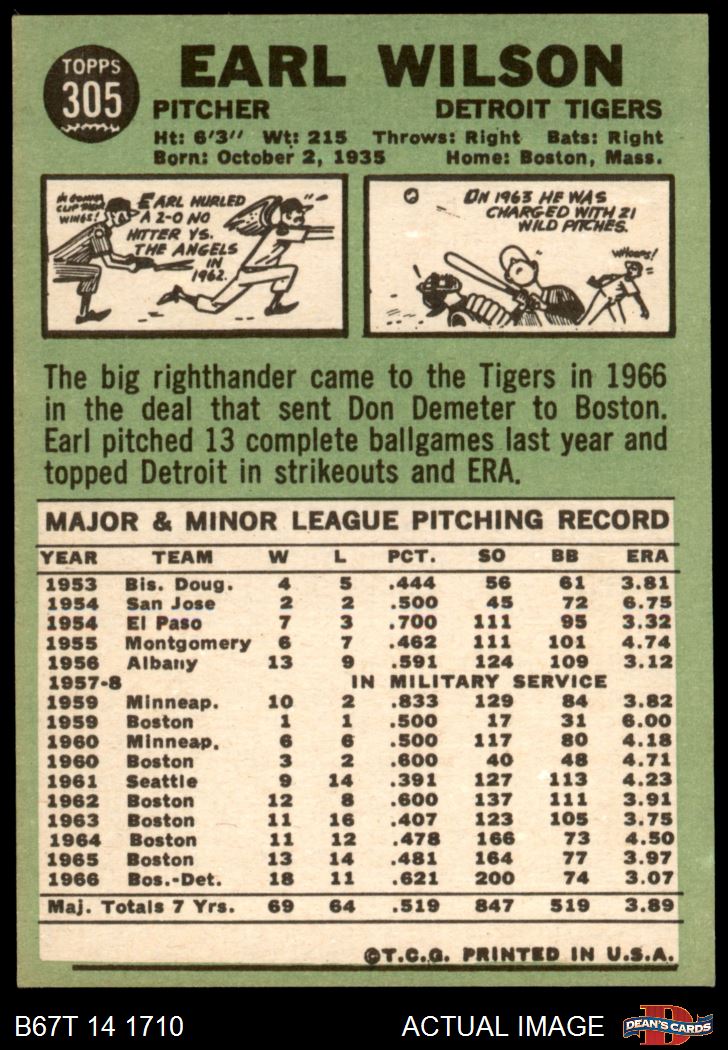 TOPPS
305
EARL WILSON
PITCHER DETROIT TIGERS
Ht: 6'3" Wt: 215 Throws: Right Bats: Right
Born: October 2, 1935 Home: Boston, Mass.
I'M GONNA
CLIP DEM
WINGS!
EARL HURLED
A 2-0 NO
HITTER VS.
THE ANGELS
IN
1962.
ON 1963 HE WAS
CHARGED WITH 21
WILD PITCHES.
WHOOPS!
The big righthander came to the Tigers in 1966
in the deal that sent Don Demeter to Boston.
Earl pitched 13 complete ballgames last year and
topped Detroit in strikeouts and ERA.
MAJOR & MINOR LEAGUE PITCHING RECORD
YEAR TEAM W L PCT. SO BB ERA
1953 Bis. Doug. 4 5 .444 56 61 3.81
1954 San Jose 2 2 .500 45 72 6.75
1954 El Paso 7 3 .700 111 95 3.32
1955 Montgomery 6 7 .462 111 101 4.74
1956 Albany 13 9 .591 124 109 3.12
1957-8 IN MILITARY SERVICE
1959 Minneap. 10 2 .833 129 84 3.82
1959 Boston 1 1 .500 17 31 6.00
1960 Minneap. 6 6 .500 117 80 4.18
1960 Boston 3 2 .600 40 48 4.71
1961 Seattle 9 14 .391 127 113 4.23
1962 Boston 12 8 .600 137 111 3.91
1963 Boston 11 16 .407 123 105 3.75
1964 Boston 11 12 .478 166 73 4.50
1965 Boston 13 14 .481 164 77 3.97
1966 Bos.-Det. 18 11 .621 200 74 3.07
Maj. Totals 7 Yrs. 69 64 .519 847 519 3.89
©T.C.G. PRINTED IN U.S.A.
B67T 14 1710 ACTUAL IMAGE
D
DEAN'S CARDS